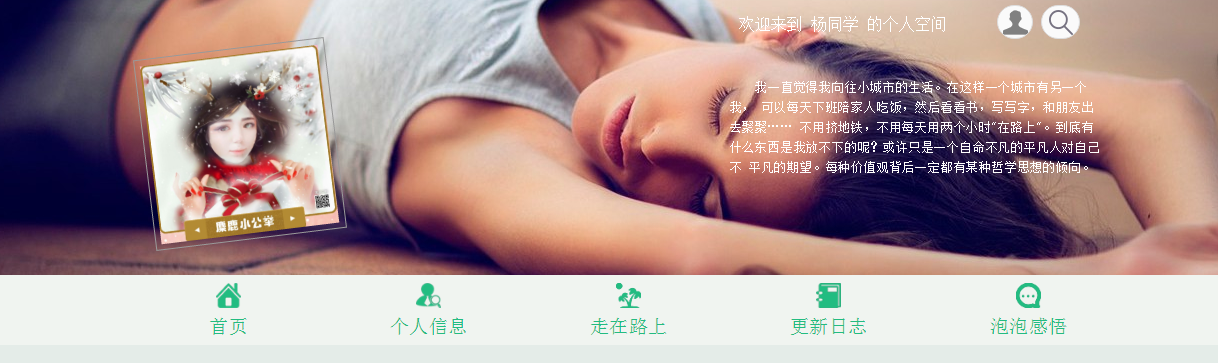 欢迎来到 杨同学 的个人空间
我一直觉得我向往小城市的生活。在这样一个城市有另一个
我， 可以每天下班陪家人吃饭，然后看看书，写写字，和朋友出
去聚聚…… 不用挤地铁，不用每天用两个小时"在路上"。到底有
什么东西是我放不下的呢？或许只是一个自命不凡的平凡人对自己
不 平凡的期望。每种价值观背后一定都有某种哲学思想的倾向。
麋鹿小公举
首页
个人信息
走在路上
更新日志
泡泡感悟